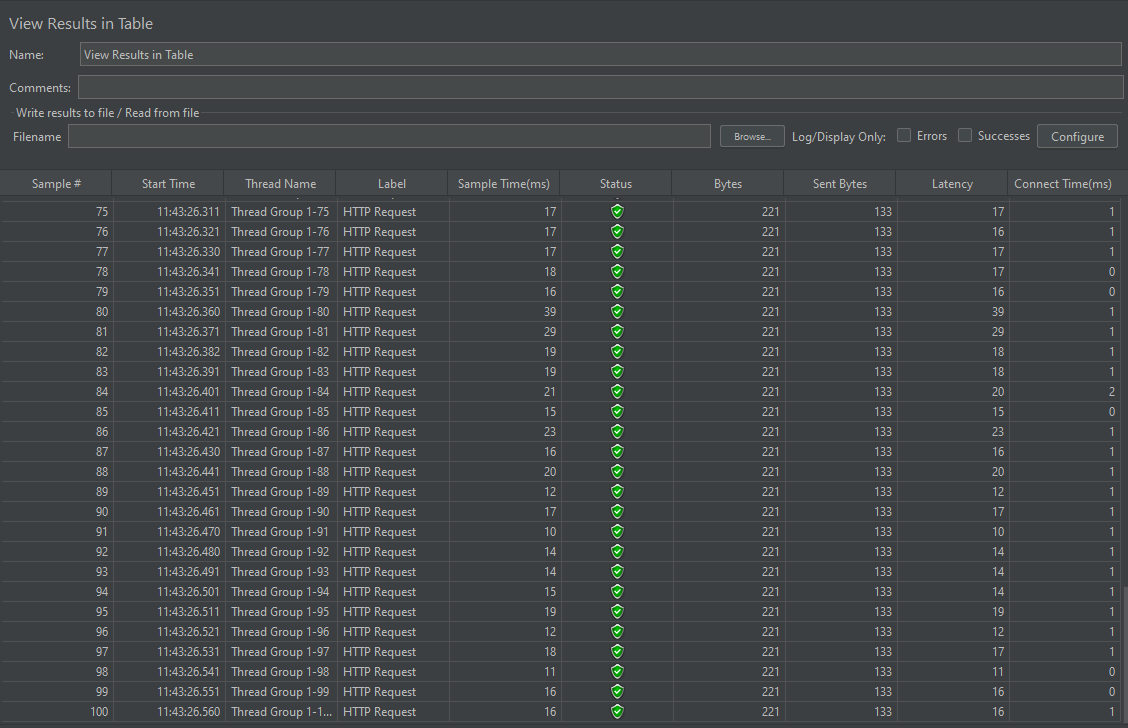 View Results in Table
Name: View Results in Table
Comments:
Write results to file / Read from file
Filename Browse... Log/Display Only: Errors Successes Configure
Sample # Start Time Thread Name Label Sample Time(ms) Status Bytes Sent Bytes Latency Connect Time(ms)
75 11:43:26.311 Thread Group 1-75 HTTP Request 17 221 133 17 1
76 11:43:26.321 Thread Group 1-76 HTTP Request 17 221 133 16 1
77 11:43:26.330 Thread Group 1-77 HTTP Request 17 221 133 17 1
78 11:43:26.341 Thread Group 1-78 HTTP Request 18 221 133 17 0
79 11:43:26.351 Thread Group 1-79 HTTP Request 16 221 133 16 0
80 11:43:26.360 Thread Group 1-80 HTTP Request 39 221 133 39 1
81 11:43:26.371 Thread Group 1-81 HTTP Request 29 221 133 29 1
82 11:43:26.382 Thread Group 1-82 HTTP Request 19 221 133 18 1
83 11:43:26.391 Thread Group 1-83 HTTP Request 19 221 133 18 1
84 11:43:26.401 Thread Group 1-84 HTTP Request 21 221 133 20 2
85 11:43:26.411 Thread Group 1-85 HTTP Request 15 221 133 15 0
86 11:43:26.421 Thread Group 1-86 HTTP Request 23 221 133 23 1
87 11:43:26.430 Thread Group 1-87 HTTP Request 16 221 133 16 1
88 11:43:26.441 Thread Group 1-88 HTTP Request 20 221 133 20 1
89 11:43:26.451 Thread Group 1-89 HTTP Request 12 221 133 12 1
90 11:43:26.461 Thread Group 1-90 HTTP Request 17 221 133 17 1
91 11:43:26.470 Thread Group 1-91 HTTP Request 10 221 133 10 1
92 11:43:26.480 Thread Group 1-92 HTTP Request 14 221 133 14 1
93 11:43:26.491 Thread Group 1-93 HTTP Request 14 221 133 14 1
94 11:43:26.501 Thread Group 1-94 HTTP Request 15 221 133 14 1
95 11:43:26.511 Thread Group 1-95 HTTP Request 19 221 133 19 1
96 11:43:26.521 Thread Group 1-96 HTTP Request 12 221 133 12 1
97 11:43:26.531 Thread Group 1-97 HTTP Request 18 221 133 17 1
98 11:43:26.541 Thread Group 1-98 HTTP Request 11 221 133 11 0
99 11:43:26.551 Thread Group 1-99 HTTP Request 16 221 133 16 0
100 11:43:26.560 Thread Group 1-1... HTTP Request 16 221 133 16 1